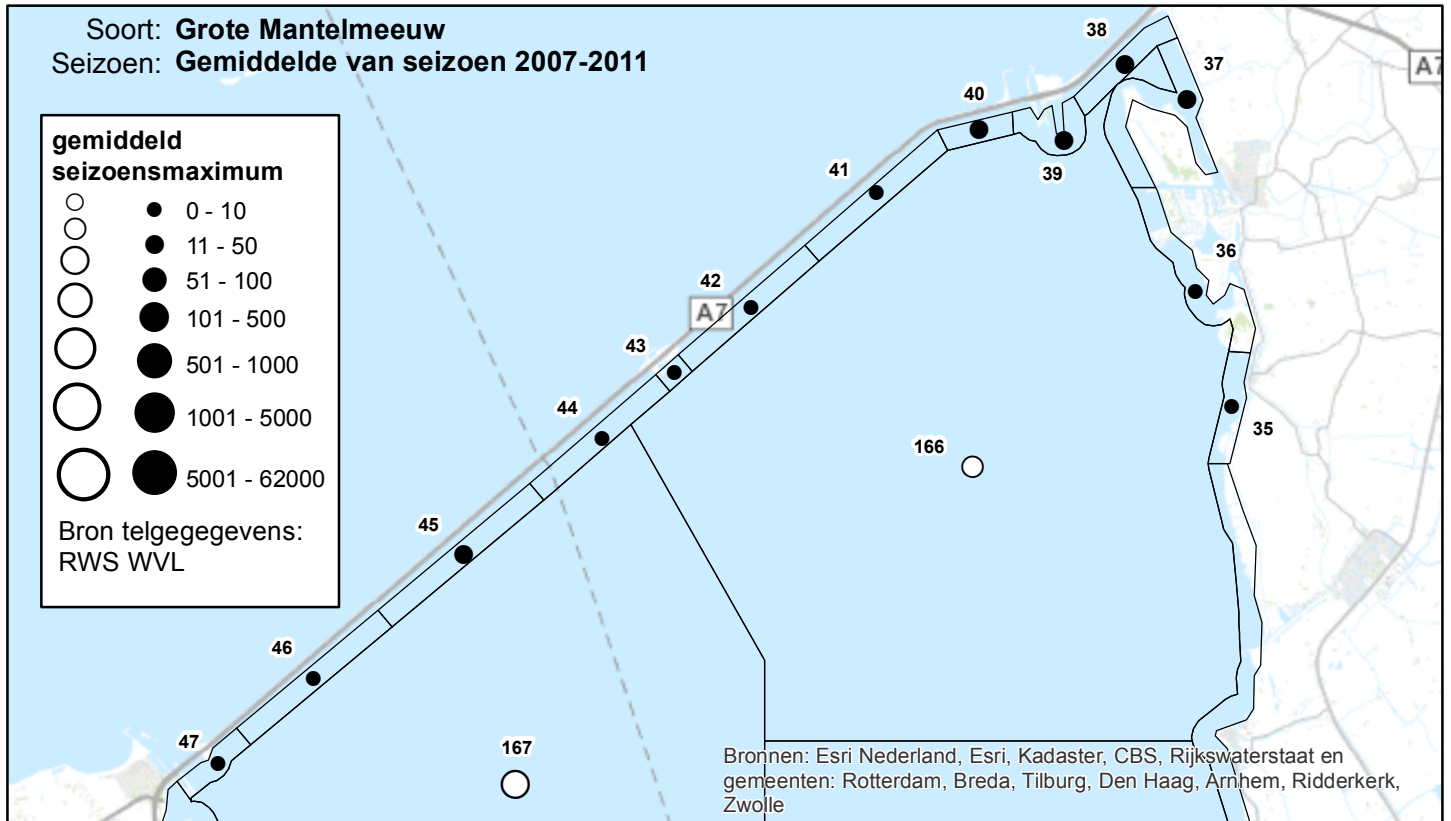 Soort: Grote Mantelmeeuw
Seizoen: Gemiddelde van seizoen 2007-2011
gemiddeld
seizoensmaximum
0 - 10
11 - 50
51 - 100
101 - 500
501 - 1000
1001 - 5000
5001 - 62000
Bron telgegegevens:
RWS WVL
38
37
A7
40
39
41
36
42
A7
43
44
35
166
45
46
47
167
Bronnen: Esri Nederland, Esri, Kadaster, CBS, Rijkswaterstaat en
gemeenten: Rotterdam, Breda, Tilburg, Den Haag, Arnhem, Ridderkerk,
Zwolle